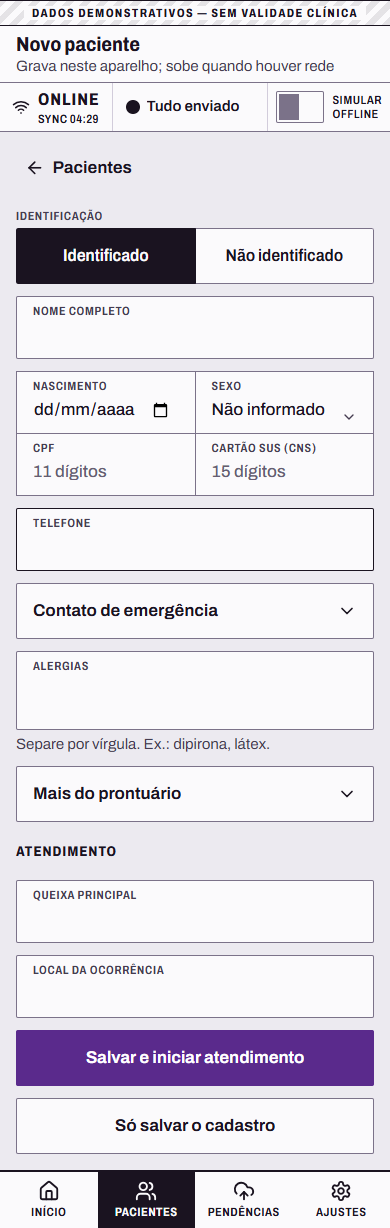 DADOS DEMONSTRATIVOS — SEM VALIDADE CLÍNICA
Novo paciente
Grava neste aparelho; sobe quando houver rede
ONLINE
SYNC 04:29
Tudo enviado
SIMULAR
OFFLINE
Pacientes
IDENTIFICAÇÃO
Identificado
Não identificado
NOME COMPLETO
NASCIMENTO
dd/mm/aaaa
SEXO
Não informado
CPF
11 dígitos
CARTÃO SUS (CNS)
15 dígitos
TELEFONE
Contato de emergência
ALERGIAS
Separe por vírgula. Ex.: dipirona, látex.
Mais do prontuário
ATENDIMENTO
QUEIXA PRINCIPAL
LOCAL DA OCORRÊNCIA
Salvar e iniciar atendimento
Só salvar o cadastro
INÍCIO
PACIENTES
PENDÊNCIAS
AJUSTES